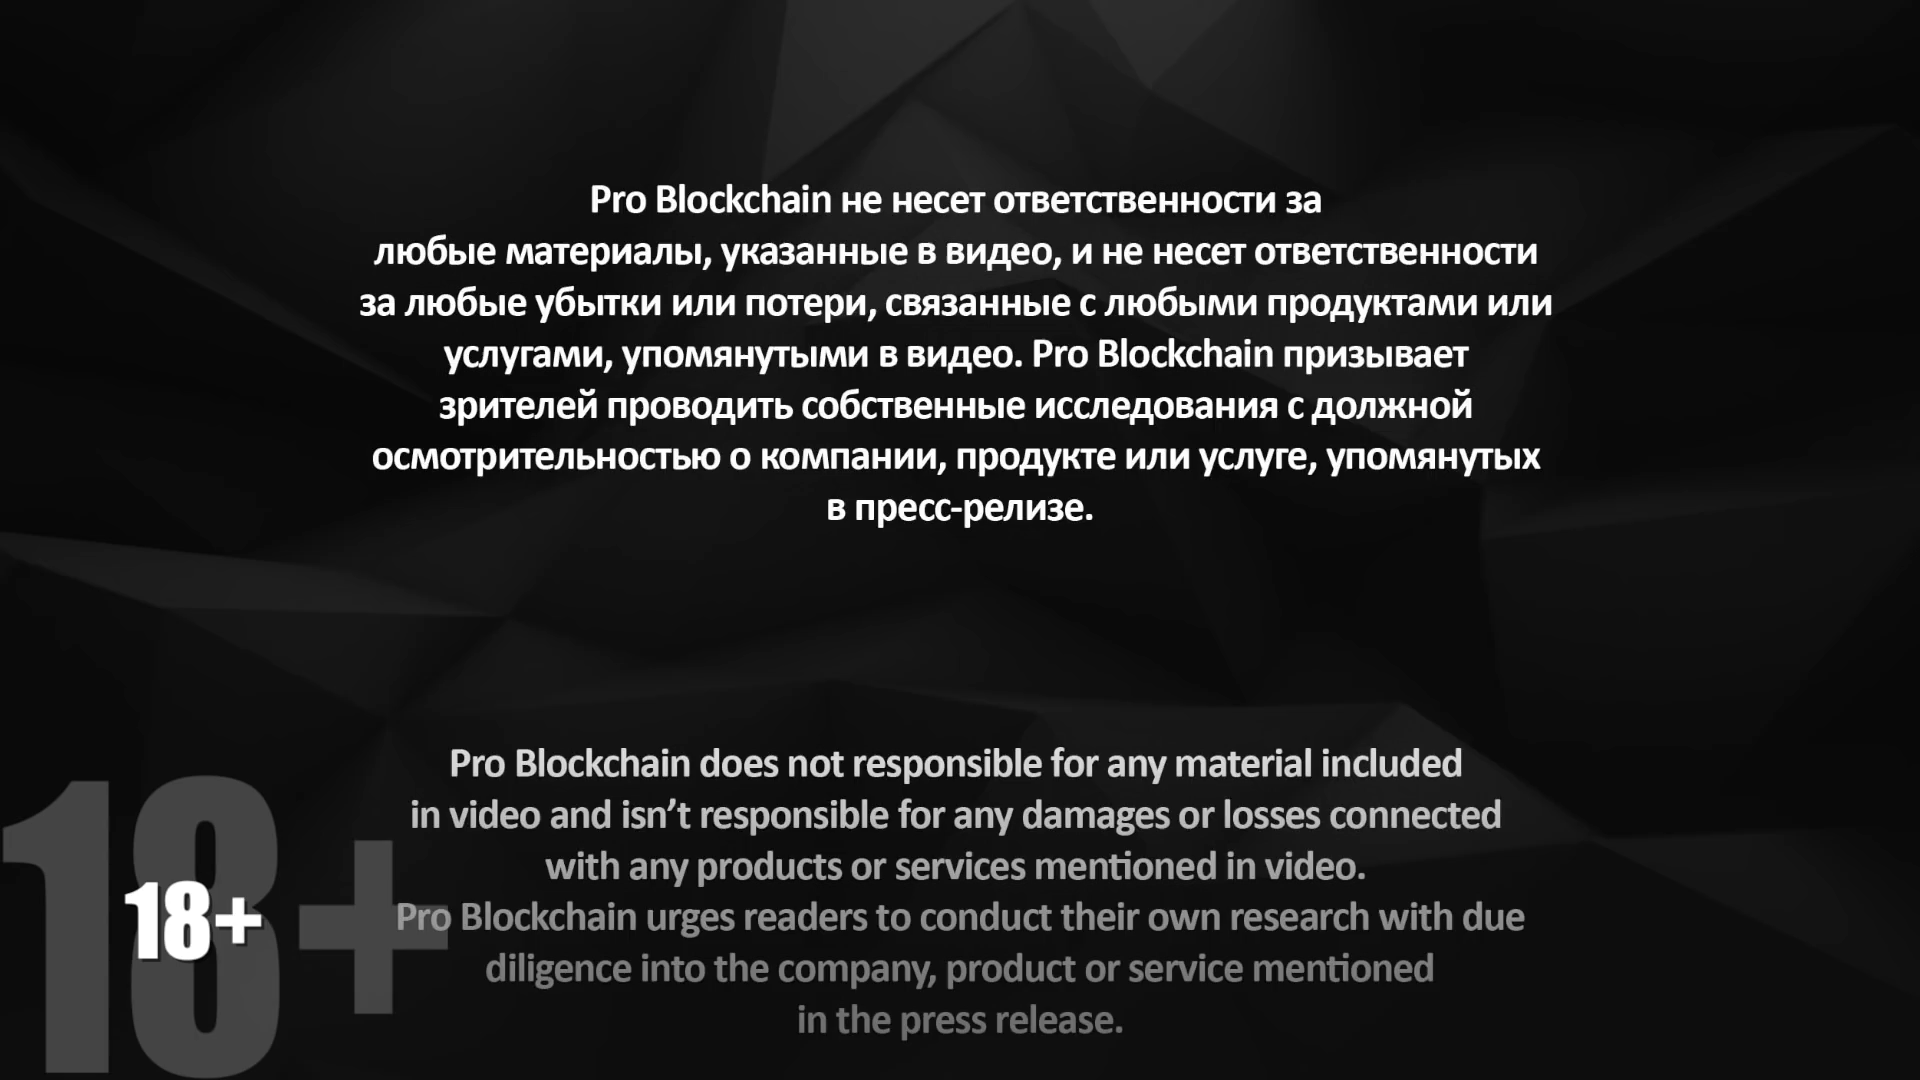 Pro Blockchain не несет ответственности за
любые материалы, указанные в видео, и не несет ответственности
за любые убытки или потери, связанные с любыми продуктами или
услугами, упомянутыми в видео. Pro Blockchain призывает
зрителей проводить собственные исследования с должной
осмотрительностью о компании, продукте или услуге, упомянутых
в пресс-релизе.
Pro Blockchain does not responsible for any material included
in video and isn’t responsible for any damages or losses connected
with any products or services mentioned in video.
Pro Blockchain urges readers to conduct their own research with due
diligence into the company, product or service mentioned
in the press release.
18+
18+